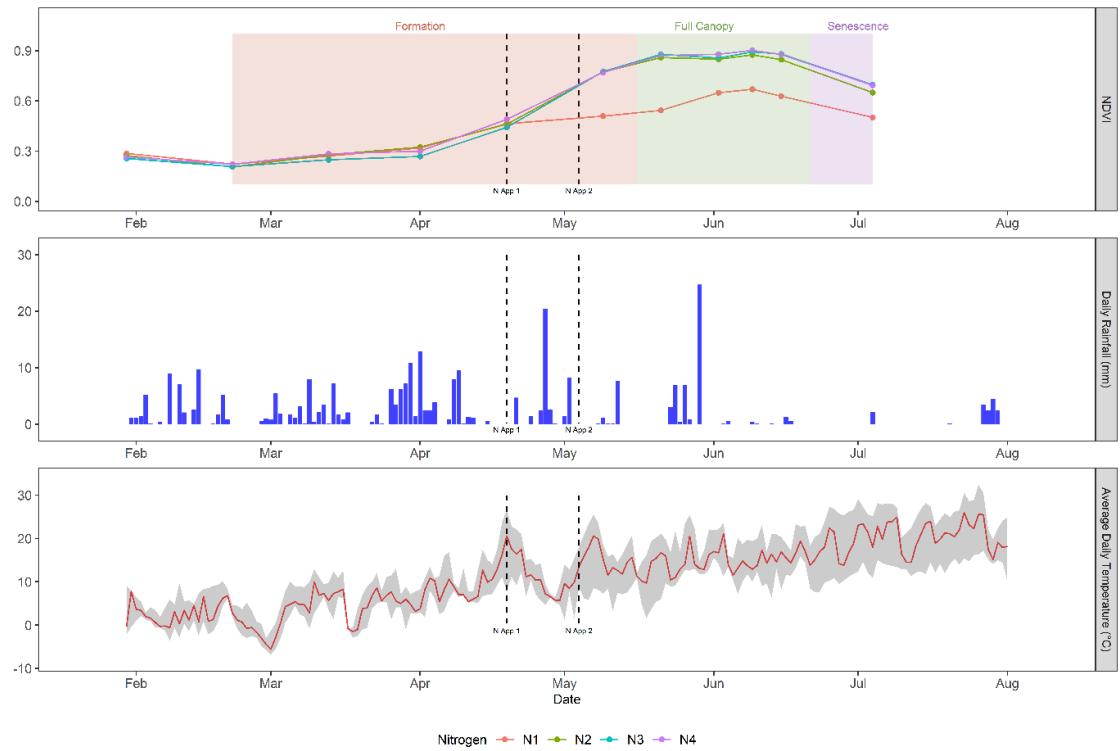 Formation Full Canopy Senescence
0.9
0.6
0.3
0.0
N App 1 N App 2
NDVI
Feb Mar Apr May Jun Jul Aug
30
20
10
0
N App 1 N App 2
Daily Rainfall (mm)
Feb Mar Apr May Jun Jul Aug
30
20
10
0
-10
N App 1 N App 2
Average Daily Temperature (°C)
Feb Mar Apr May Jun Jul Aug
Date
Nitrogen N1 N2 N3 N4